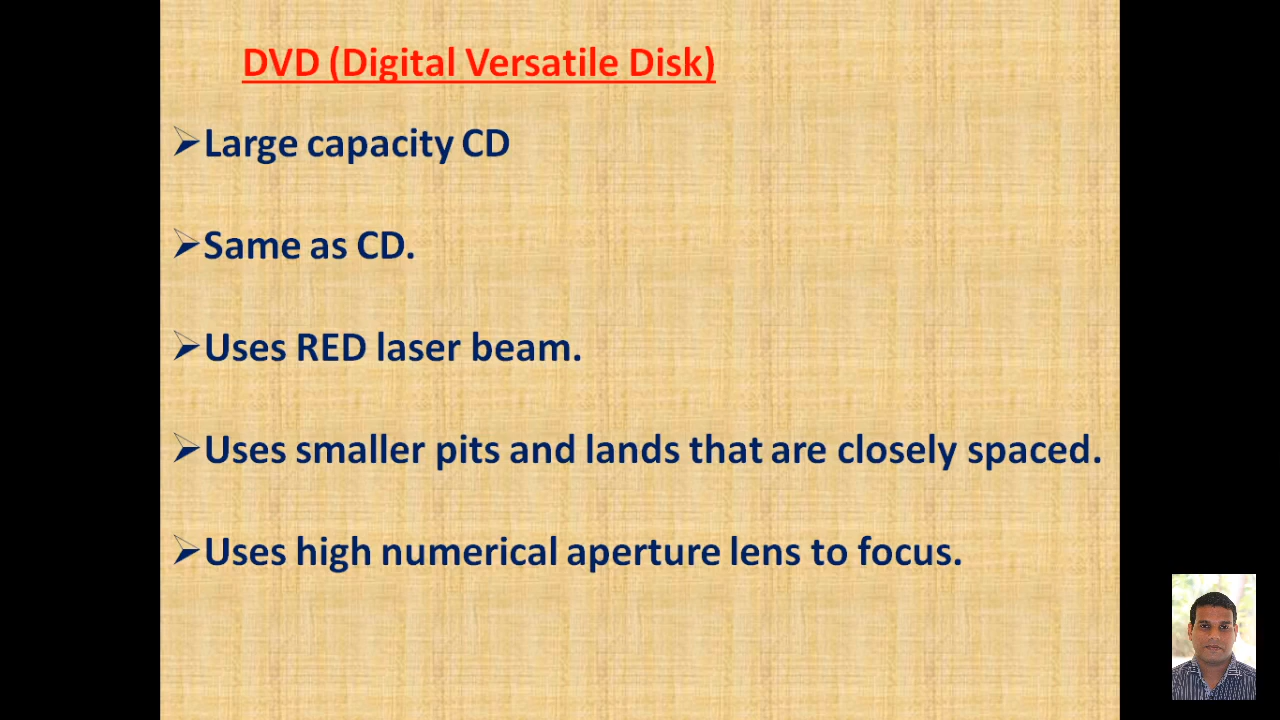 DVD (Digital Versatile Disk)
Large capacity CD
Same as CD.
Uses RED laser beam.
Uses smaller pits and lands that are closely spaced.
Uses high numerical aperture lens to focus.